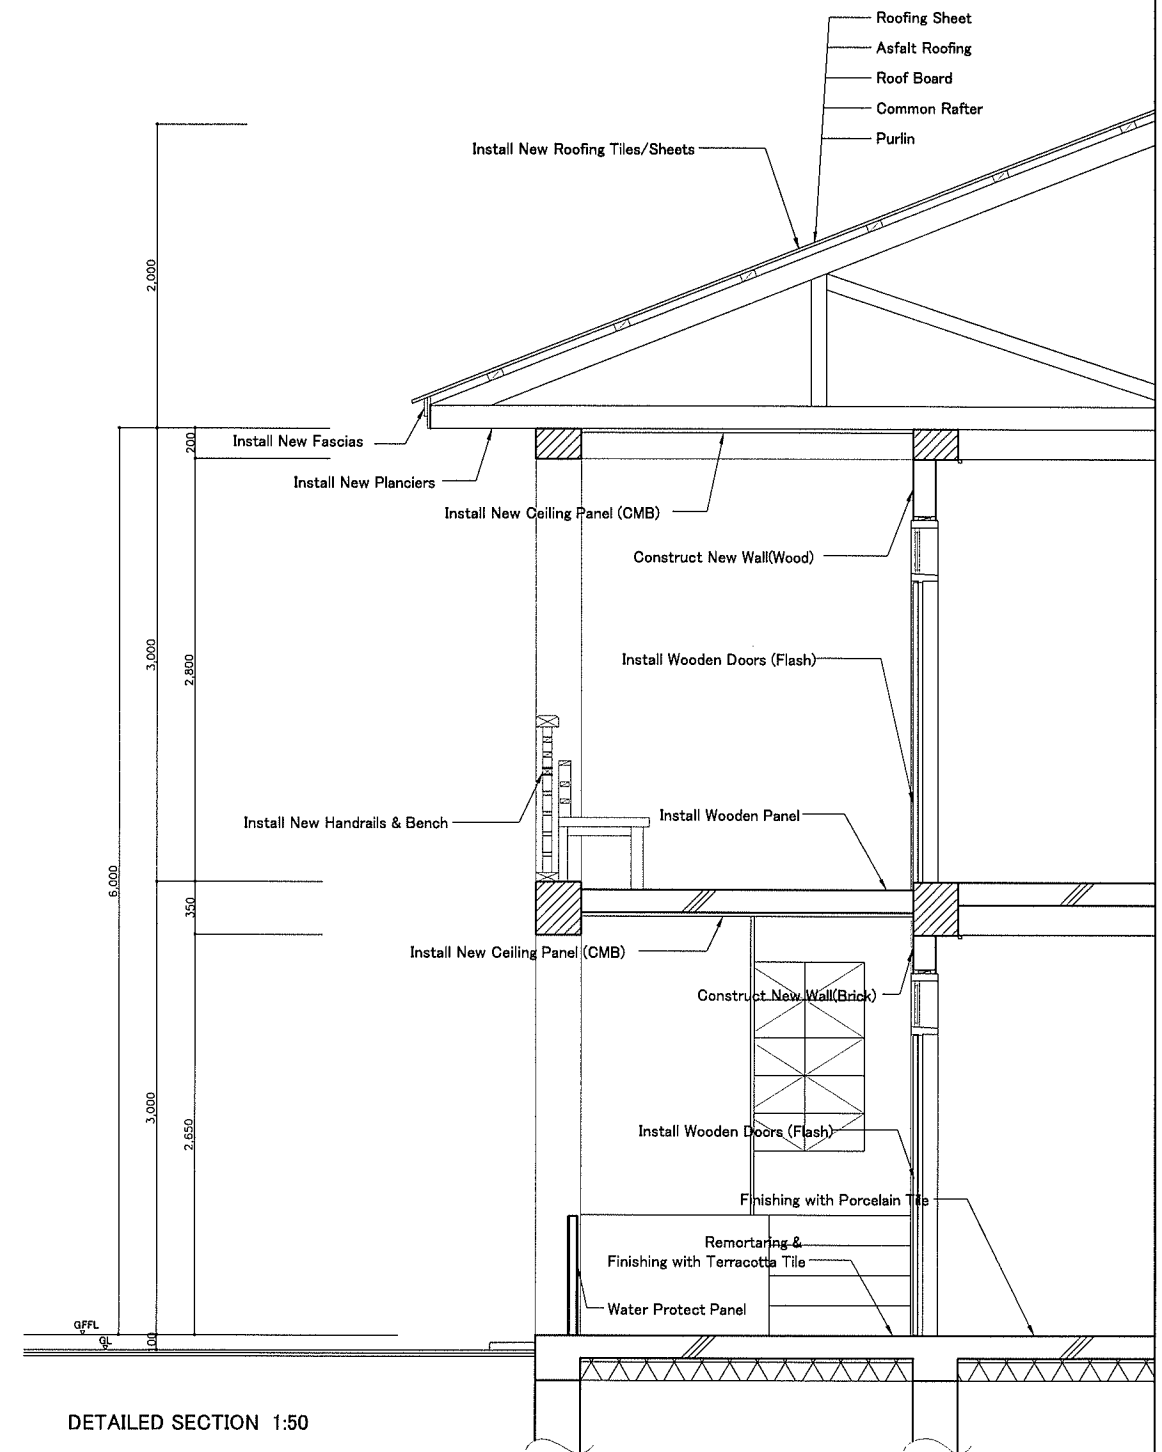 Roofing Sheet
Asfalt Roofing
Roof Board
Common Rafter
Purlin
Install New Roofing Tiles/Sheets
2,000
Install New Fascias
200
Install New Planciers
Install New Ceiling Panel (CMB)
Construct New Wall(Wood)
3,000
2,800
Install Wooden Doors (Flash)
Install New Handrails & Bench
Install Wooden Panel
6,000
350
Install New Ceiling Panel (CMB)
Construct New Wall(Brick)
3,000
2,650
Install Wooden Doors (Flash)
Finishing with Porcelain Tile
Remortaring &
Finishing with Terracotta Tile
Water Protect Panel
GFFL
GL
100
DETAILED SECTION 1:50